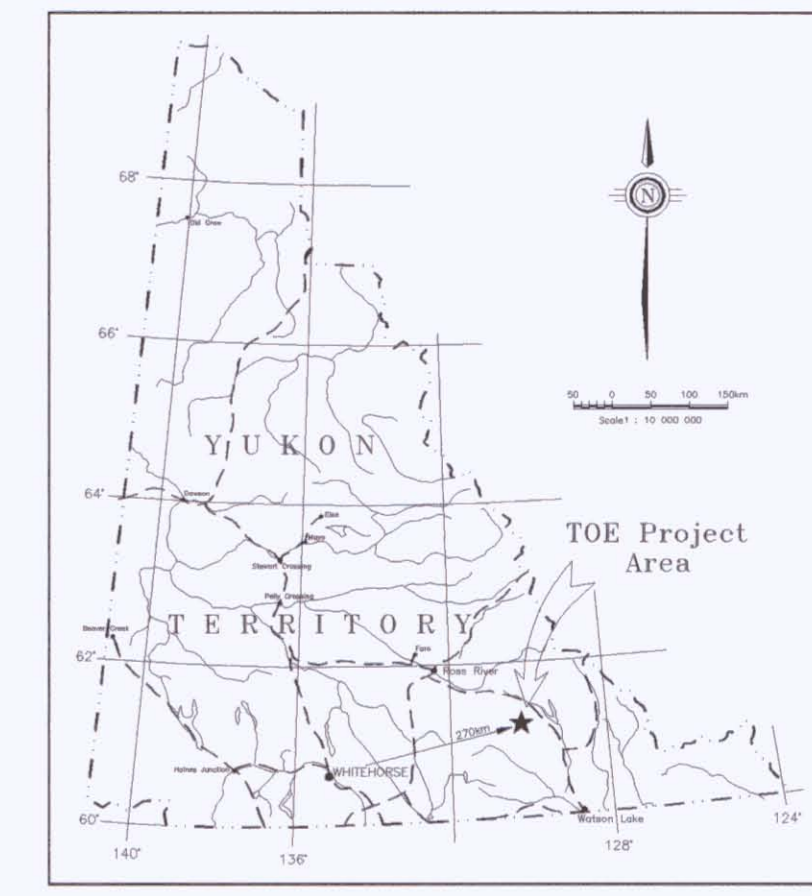 68°
N
Old Crow
66°
50 0 50 100 150km
Scale1 : 10 000 000
YUKON
64°
Dawson
Elsa
Mayo
TOE Project
Area
Stewart Crossing
Pelly Crossing
TERRITORY
Beaver Creek
Faro
62°
Ross River
270km
Haines Junction
WHITEHORSE
60°
Watson Lake
140°
136°
128°
124°